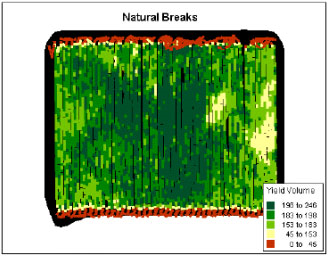 Natural Breaks
Yield Volume
198 to 246
183 to 198
153 to 183
45 to 153
0 to 45